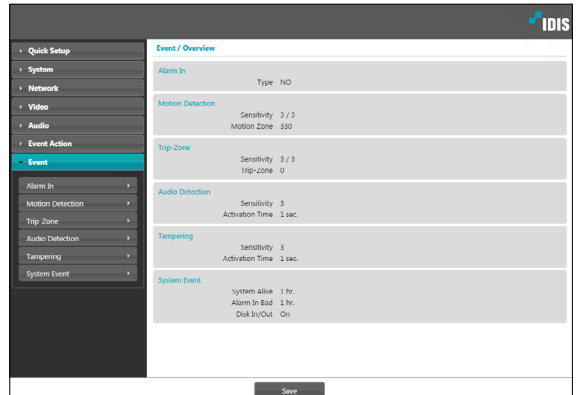 IDIS
Quick Setup
System
Network
Video
Audio
Event Action
Event
Alarm In
Motion Detection
Trip Zone
Audio Detection
Tampering
System Event
Event / Overview
Alarm In
Type NO
Motion Detection
Sensitivity 3 / 3
Motion Zone 330
Trip-Zone
Sensitivity 3 / 3
Trip-Zone 0
Audio Detection
Sensitivity 3
Activation Time 1 sec.
Tampering
Sensitivity 3
Activation Time 1 sec.
System Event
System Alive 1 hr.
Alarm In Bad 1 hr.
Disk In/Out On
Save